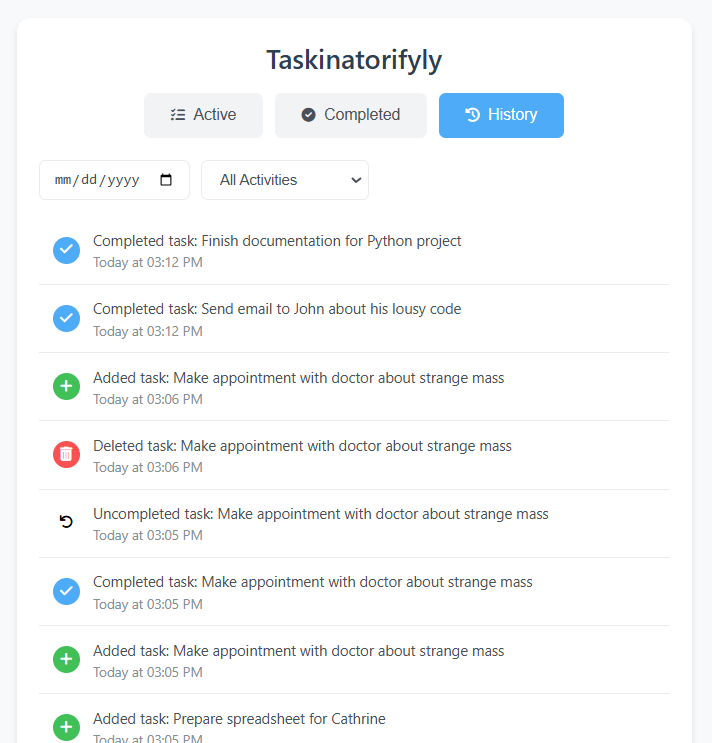 Taskinatorifyly
Active
Completed
History
mm/dd/yyyy
All Activities
Completed task: Finish documentation for Python project
Today at 03:12 PM
Completed task: Send email to John about his lousy code
Today at 03:12 PM
Added task: Make appointment with doctor about strange mass
Today at 03:06 PM
Deleted task: Make appointment with doctor about strange mass
Today at 03:06 PM
Uncompleted task: Make appointment with doctor about strange mass
Today at 03:05 PM
Completed task: Make appointment with doctor about strange mass
Today at 03:05 PM
Added task: Make appointment with doctor about strange mass
Today at 03:05 PM
Added task: Prepare spreadsheet for Cathrine
Today at 03:05 PM